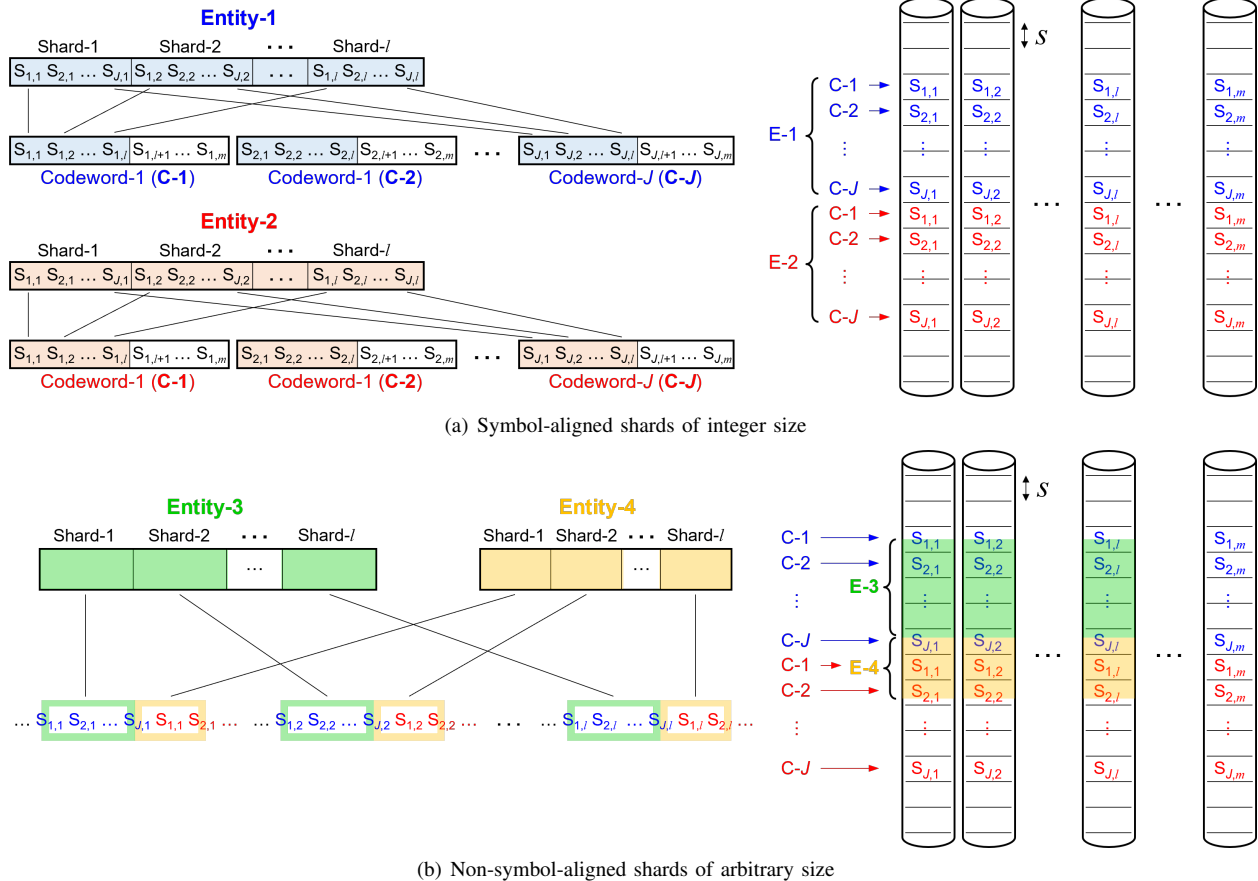 Entity-1
Shard-1 Shard-2 ... Shard-l
S1,1 S2,1 ... SJ,1 S1,2 S2,2 ... SJ,2 ... S1,l S2,l ... SJ,l
S1,1 S1,2 ... S1,l S1,l+1 ... S1,m S2,1 S2,2 ... S2,l S2,l+1 ... S2,m ... SJ,1 SJ,2 ... SJ,l SJ,l+1 ... SJ,m
Codeword-1 (C-1) Codeword-1 (C-2) Codeword-J (C-J)
Entity-2
Shard-1 Shard-2 ... Shard-l
S1,1 S2,1 ... SJ,1 S1,2 S2,2 ... SJ,2 ... S1,l S2,l ... SJ,l
S1,1 S1,2 ... S1,l S1,l+1 ... S1,m S2,1 S2,2 ... S2,l S2,l+1 ... S2,m ... SJ,1 SJ,2 ... SJ,l SJ,l+1 ... SJ,m
Codeword-1 (C-1) Codeword-1 (C-2) Codeword-J (C-J)
s
C-1 S1,1 S1,2 S1,l S1,m
C-2 S2,1 S2,2 S2,l S2,m
E-1
⋮ ⋮ ⋮ ⋮ ⋮
C-J SJ,1 SJ,2 SJ,l SJ,m
... ...
C-1 S1,1 S1,2 S1,l S1,m
C-2 S2,1 S2,2 S2,l S2,m
E-2
⋮ ⋮ ⋮ ⋮ ⋮
C-J SJ,1 SJ,2 SJ,l SJ,m
(a) Symbol-aligned shards of integer size
Entity-3 Entity-4
Shard-1 Shard-2 ... Shard-l Shard-1 Shard-2 ... Shard-l
... ...
... S1,1 S2,1 ... SJ,1 S1,1 S2,1 ... ... S1,2 S2,2 ... SJ,2 S1,2 S2,2 ... ... ... S1,l S2,l ... SJ,l S1,l S2,l ...
s
C-1 S1,1 S1,2 S1,l S1,m
C-2 S2,1 S2,2 S2,l S2,m
E-3
⋮ ⋮ ⋮ ⋮ ⋮
C-J SJ,1 SJ,2 SJ,l SJ,m
... ...
C-1 E-4 S1,1 S1,2 S1,l S1,m
C-2 S2,1 S2,2 S2,l S2,m
⋮ ⋮ ⋮ ⋮ ⋮
C-J SJ,1 SJ,2 SJ,l SJ,m
(b) Non-symbol-aligned shards of arbitrary size